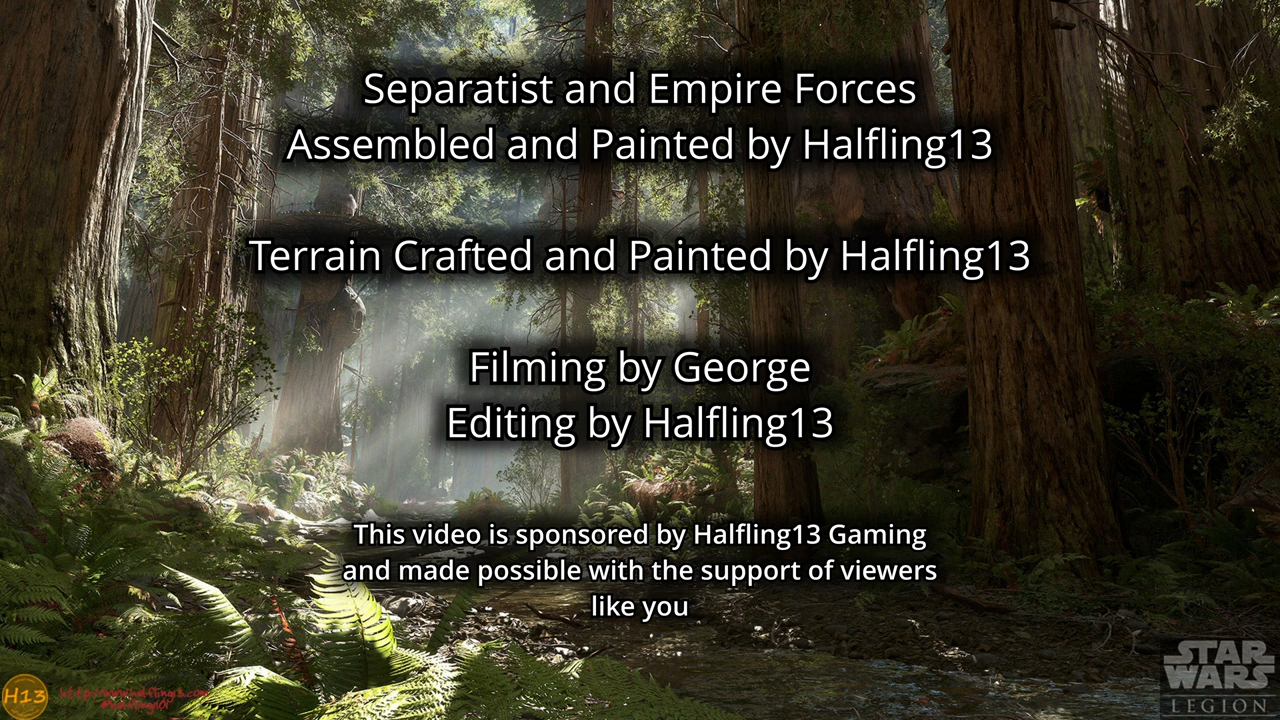 Separatist and Empire Forces
Assembled and Painted by Halfling13
Terrain Crafted and Painted by Halfling13
Filming by George
Editing by Halfling13
This video is sponsored by Halfling13 Gaming
and made possible with the support of viewers
like you
STAR
WARS
LEGION
H13